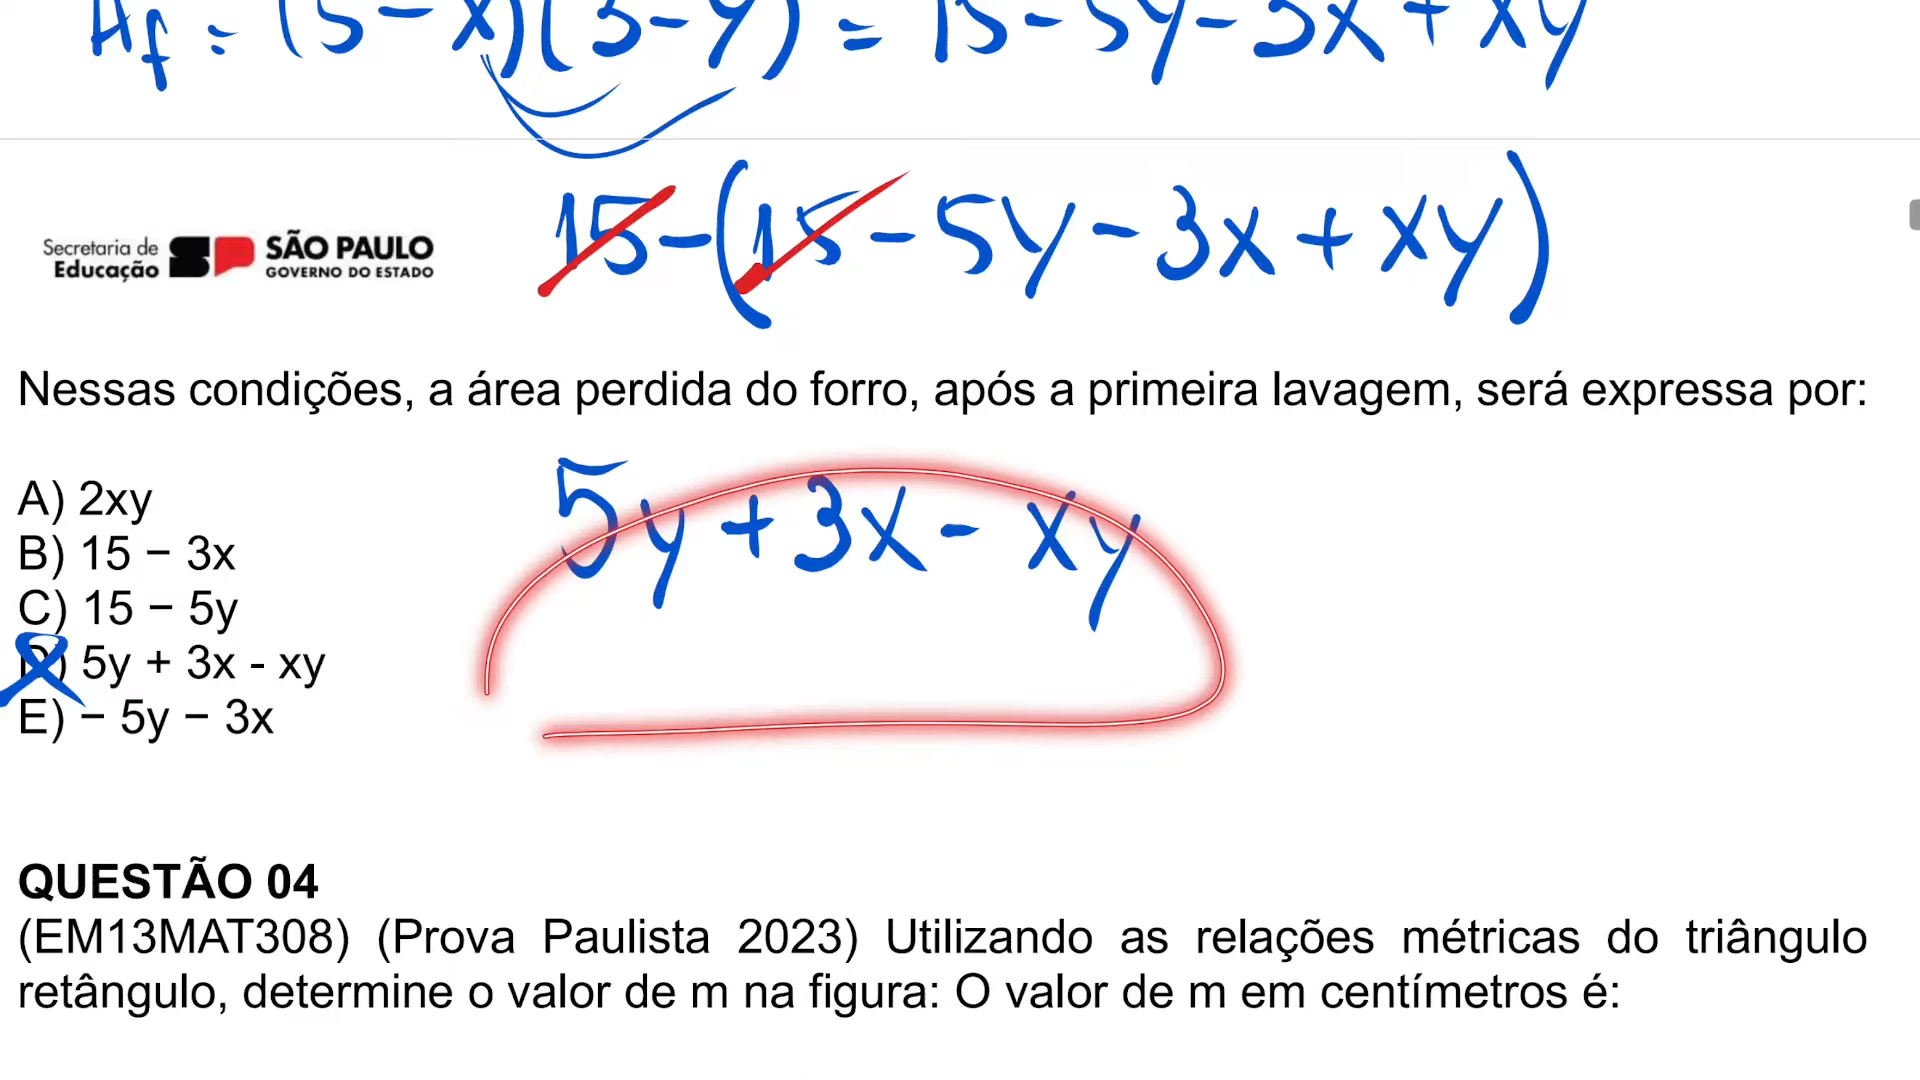 Af = (5-x)(3-y) = 15-5y-3x+xy
15-(15-5y-3x+xy)
Secretaria de
Educação
SÃO PAULO
GOVERNO DO ESTADO
Nessas condições, a área perdida do forro, após a primeira lavagem, será expressa por:
5y+3x-xy
A) 2xy
B) 15 − 3x
C) 15 − 5y
D) 5y + 3x - xy
E) − 5y − 3x
QUESTÃO 04
(EM13MAT308) (Prova Paulista 2023) Utilizando as relações métricas do triângulo
retângulo, determine o valor de m na figura: O valor de m em centímetros é: